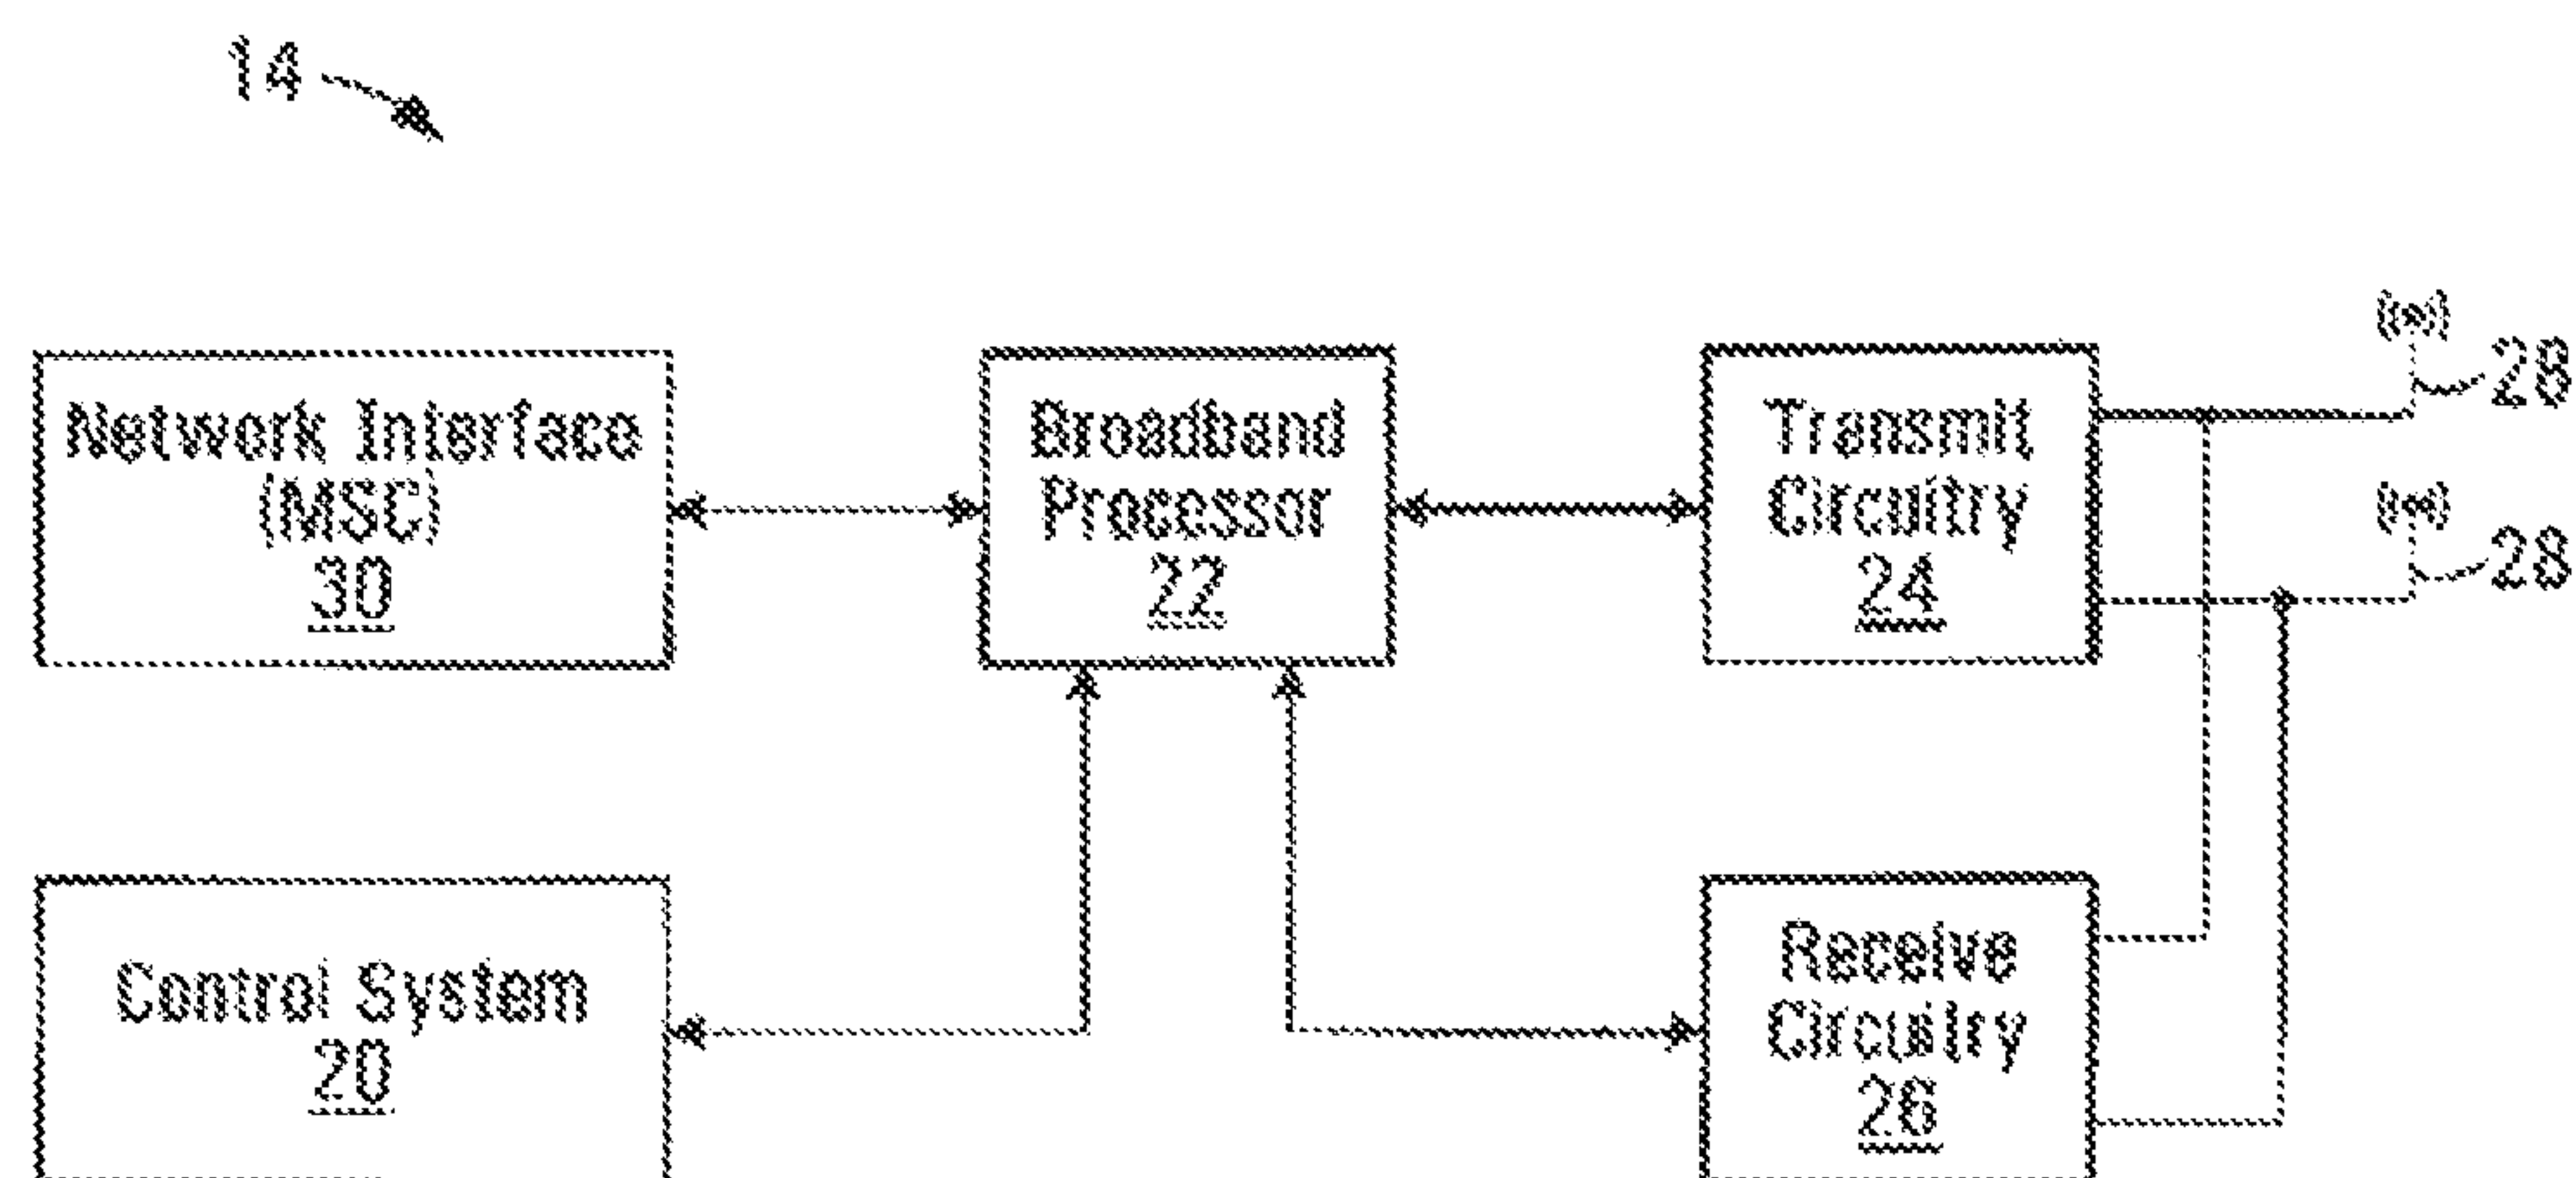 14
Network Interface
(MSC)
30
Broadband
Processor
22
Transmit
Circuitry
24
28
28
Control System
20
Receive
Circuitry
26